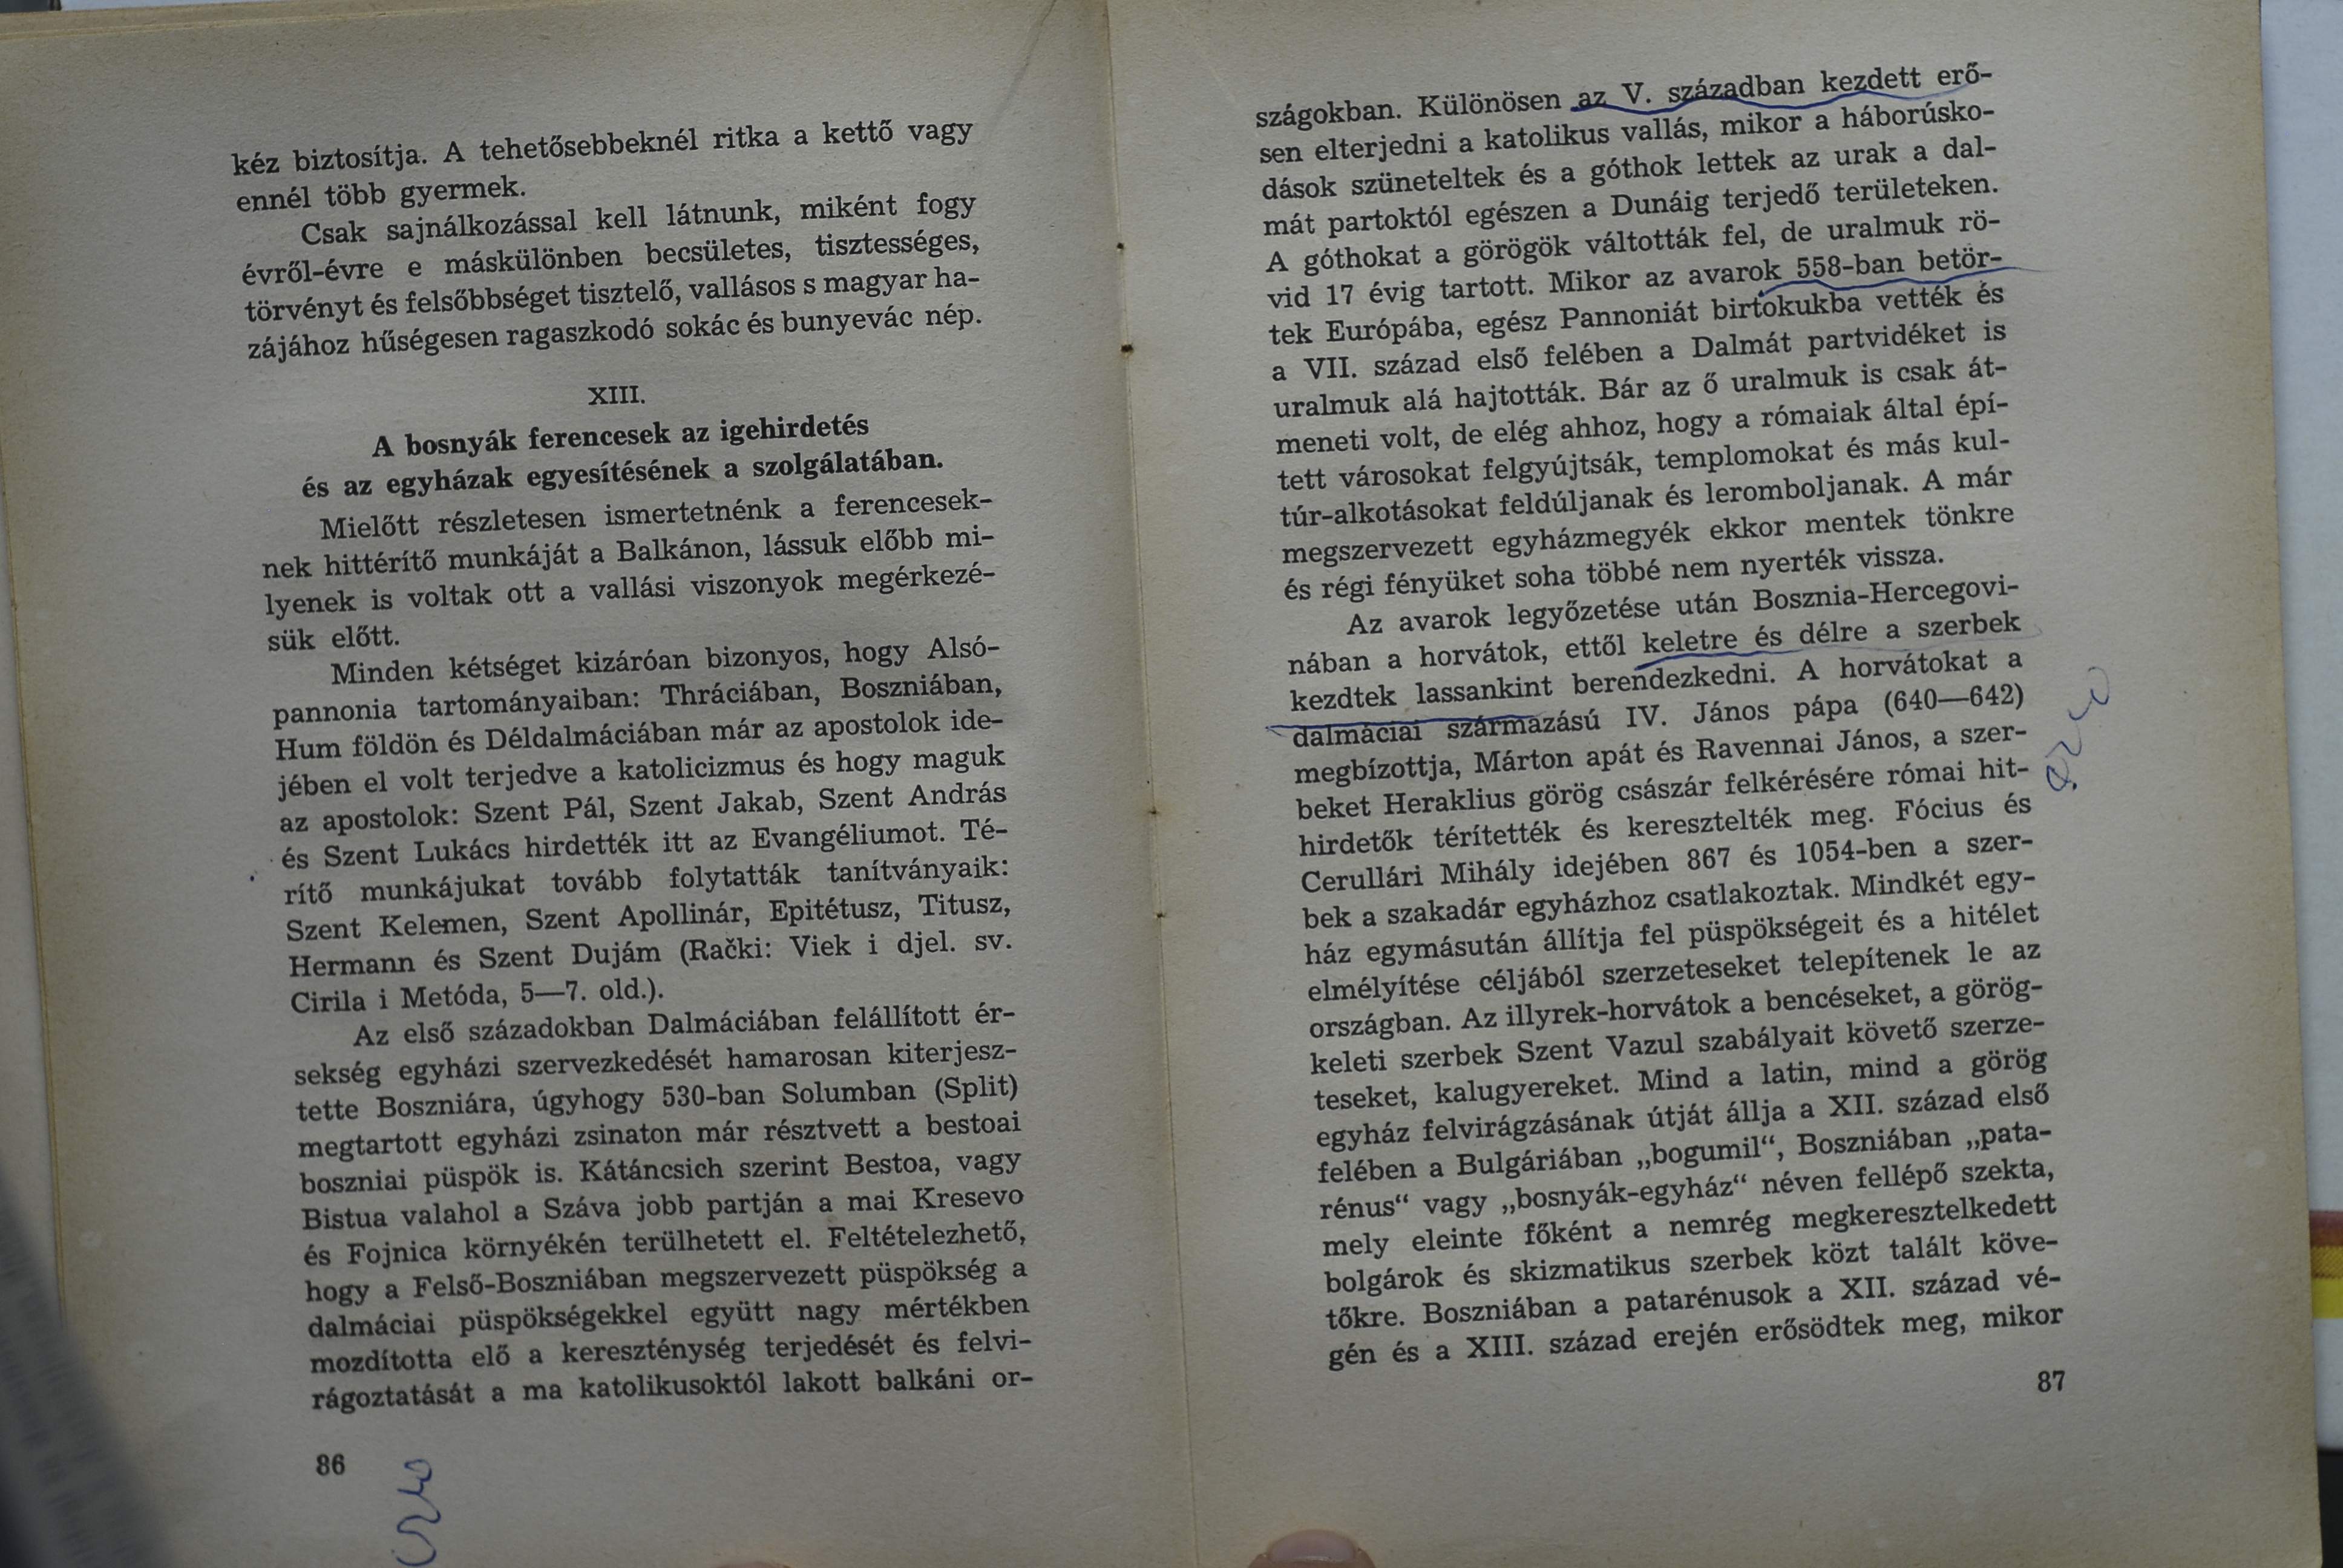 kéz biztosítja. A tehetősebbeknél ritka a kettő vagy
ennél több gyermek.
Csak sajnálkozással kell látnunk, miként fogy
évről-évre e máskülönben becsületes, tisztességes,
törvényt és felsőbbséget tisztelő, vallásos s magyar ha-
zájához hűségesen ragaszkodó sokác és bunyevác nép.
XIII.
A bosnyák ferencesek az igehirdetés
és az egyházak egyesítésének a szolgálatában.
Mielőtt részletesen ismertetnénk a ferencesek-
nek hittérítő munkáját a Balkánon, lássuk előbb mi-
lyenek is voltak ott a vallási viszonyok megérkezé-
sük előtt.
Minden kétséget kizáróan bizonyos, hogy Alsó-
pannonia tartományaiban: Thráciában, Boszniában,
Hum földön és Déldalmáciában már az apostolok ide-
jében el volt terjedve a katolicizmus és hogy maguk
az apostolok: Szent Pál, Szent Jakab, Szent András
és Szent Lukács hirdették itt az Evangéliumot. Té-
rítő munkájukat tovább folytatták tanítványaik:
Szent Kelemen, Szent Apollinár, Epitétusz, Titusz,
Hermann és Szent Dujám (Rački: Viek i djel. sv.
Cirila i Metóda, 5—7. old.).
Az első századokban Dalmáciában felállított ér-
sekség egyházi szervezkedését hamarosan kiterjesz-
tette Boszniára, úgyhogy 530-ban Solumban (Split)
megtartott egyházi zsinaton már résztvett a bestoai
boszniai püspök is. Kátáncsich szerint Bestoa, vagy
Bistua valahol a Száva jobb partján a mai Kresevo
és Fojnica környékén terülhetett el. Feltételezhető,
hogy a Felső-Boszniában megszervezett püspökség a
dalmáciai püspökségekkel együtt nagy mértékben
mozdította elő a kereszténység terjedését és felvi-
rágoztatását a ma katolikusoktól lakott balkáni or-
86
szágokban. Különösen az V. században kezdett erő-
sen elterjedni a katolikus vallás, mikor a háborúsko-
dások szüneteltek és a góthok lettek az urak a dal-
mát partoktól egészen a Dunáig terjedő területeken.
A góthokat a görögök váltották fel, de uralmuk rö-
vid 17 évig tartott. Mikor az avarok 558-ban betör-
tek Európába, egész Pannoniát birtokukba vették és
a VII. század első felében a Dalmát partvidéket is
uralmuk alá hajtották. Bár az ő uralmuk is csak át-
meneti volt, de elég ahhoz, hogy a rómaiak által épí-
tett városokat felgyújtsák, templomokat és más kul-
túr-alkotásokat feldúljanak és leromboljanak. A már
megszervezett egyházmegyék ekkor mentek tönkre
és régi fényüket soha többé nem nyerték vissza.
Az avarok legyőzetése után Bosznia-Hercegovi-
nában a horvátok, ettől keletre és délre a szerbek
kezdtek lassankint berendezkedni. A horvátokat a
dalmáciai származású IV. János pápa (640—642)
megbízottja, Márton apát és Ravennai János, a szer-
beket Heraklius görög császár felkérésére római hit-
hirdetők térítették és keresztelték meg. Fócius és
Cerullári Mihály idejében 867 és 1054-ben a szer-
bek a szakadár egyházhoz csatlakoztak. Mindkét egy-
ház egymásután állítja fel püspökségeit és a hitélet
elmélyítése céljából szerzeteseket telepítenek le az
országban. Az illyrek-horvátok a bencéseket, a görög-
keleti szerbek Szent Vazul szabályait követő szerze-
teseket, kalugyereket. Mind a latin, mind a görög
egyház felvirágzásának útját állja a XII. század első
felében a Bulgáriában „bogumil“, Boszniában „pata-
rénus“ vagy „bosnyák-egyház“ néven fellépő szekta,
mely eleinte főként a nemrég megkeresztelkedett
bolgárok és skizmatikus szerbek közt talált köve-
tőkre. Boszniában a patarénusok a XII. század vé-
gén és a XIII. század erején erősödtek meg, mikor
87